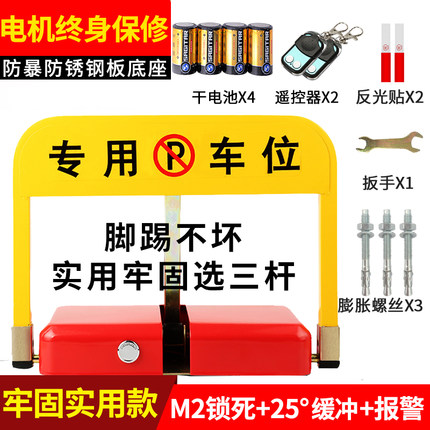 电机终身保修
防暴防锈钢板底座
SAGITAR
干电池X4
遥控器X2
反光贴X2
专用P车位
扳手X1
脚踢不坏
实用牢固选三杆
膨胀螺丝X3
牢固实用款
M2锁死+25°缓冲+报警